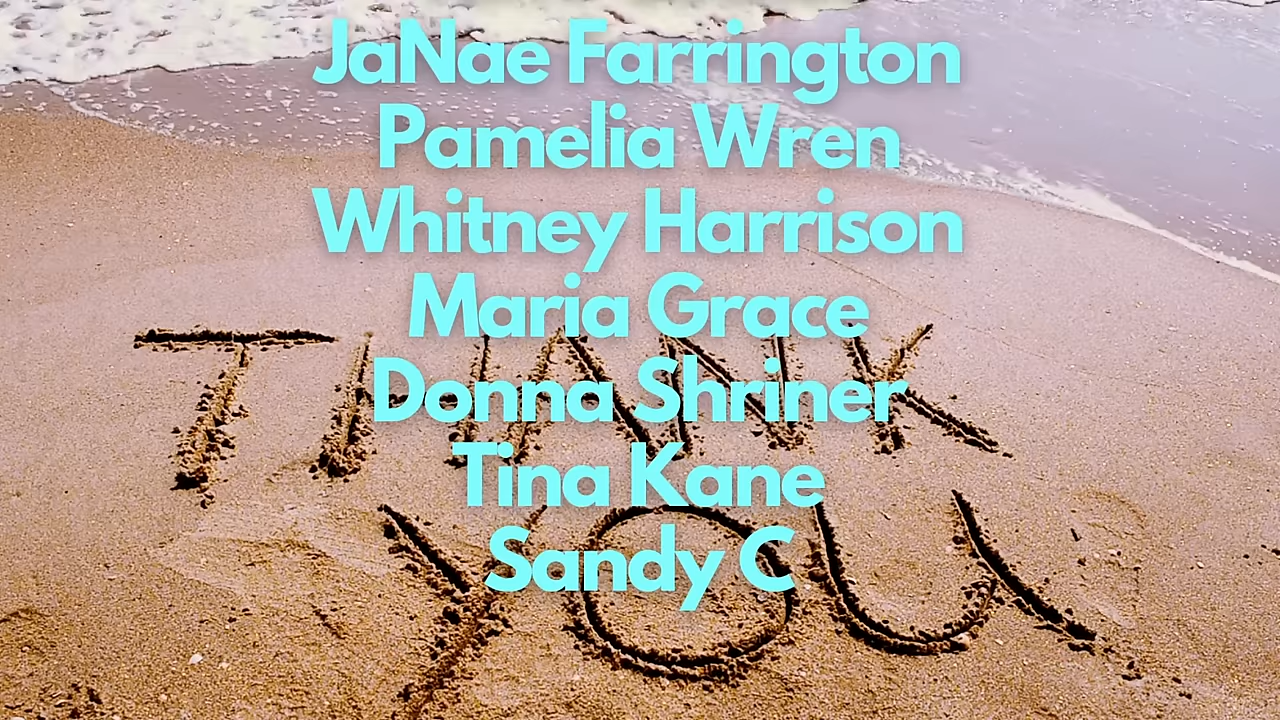 JaNae Farrington
Pamelia Wren
Whitney Harrison
Maria Grace
Donna Shriner
Tina Kane
Sandy C
THANK
you